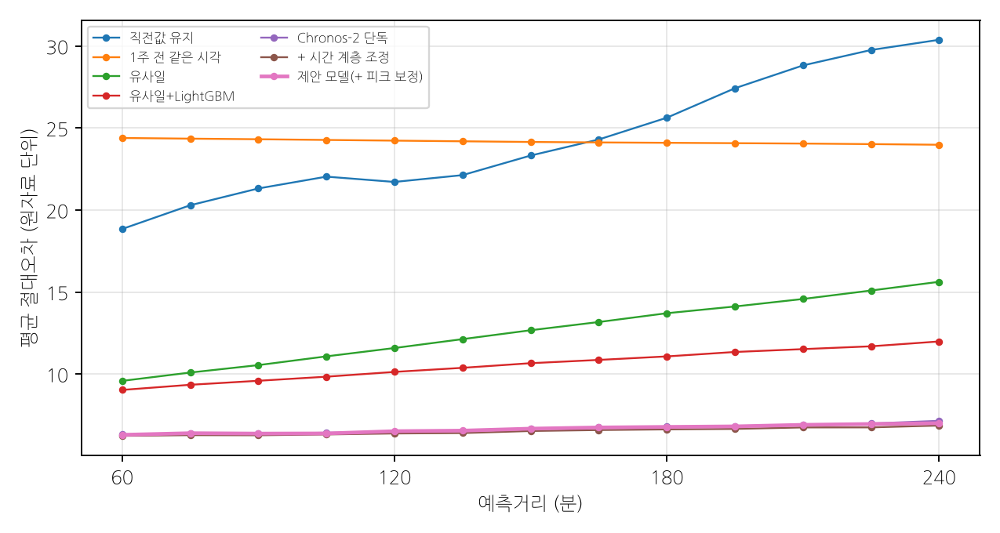 직전값 유지
1주 전 같은 시각
유사일
유사일+LightGBM
Chronos-2 단독
+ 시간 계층 조정
제안 모델(+ 피크 보정)
평균 절대오차 (원자료 단위)
30
25
20
15
10
60
120
180
240
예측거리 (분)